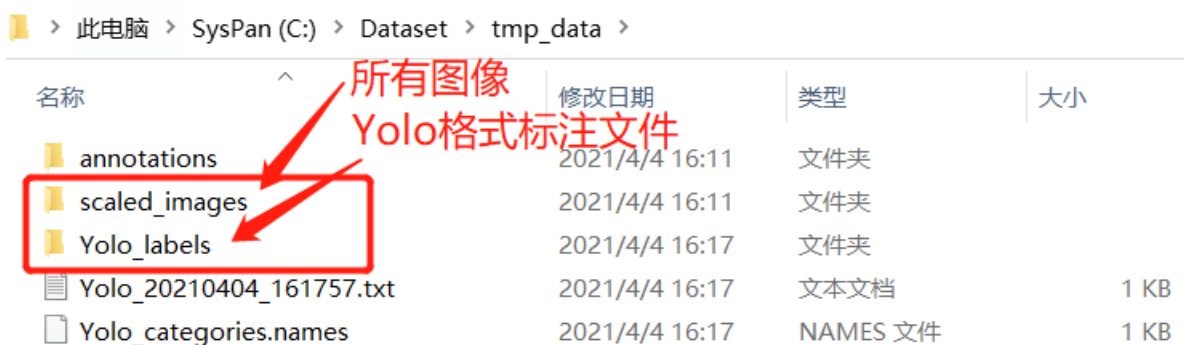 此电脑 > SysPan (C:) > Dataset > tmp_data >
所有图像
名称 修改日期 类型 大小
Yolo格式标注文件
annotations 2021/4/4 16:11 文件夹
scaled_images 2021/4/4 16:11 文件夹
Yolo_labels 2021/4/4 16:17 文件夹
Yolo_20210404_161757.txt 2021/4/4 16:17 文本文档 1 KB
Yolo_categories.names 2021/4/4 16:17 NAMES 文件 1 KB